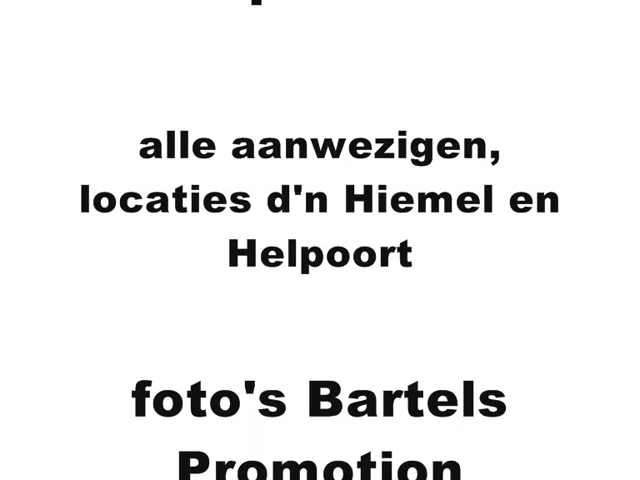 alle aanwezigen,
locaties d'n Hiemel en
Helpoort
foto's Bartels
Promotion